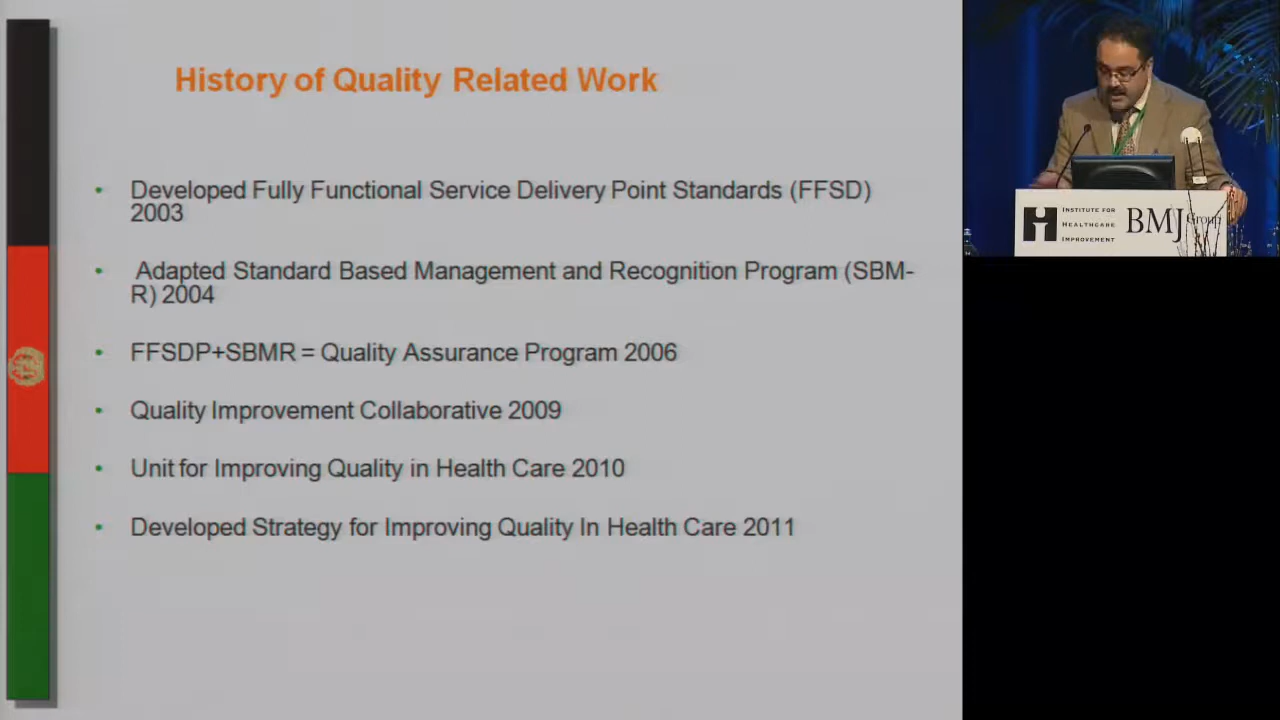 History of Quality Related Work
• Developed Fully Functional Service Delivery Point Standards (FFSD)
2003
• Adapted Standard Based Management and Recognition Program (SBM-
R) 2004
• FFSDP+SBMR = Quality Assurance Program 2006
• Quality Improvement Collaborative 2009
• Unit for Improving Quality in Health Care 2010
• Developed Strategy for Improving Quality In Health Care 2011
INSTITUTE FOR
HEALTHCARE
IMPROVEMENT
BMJ Group